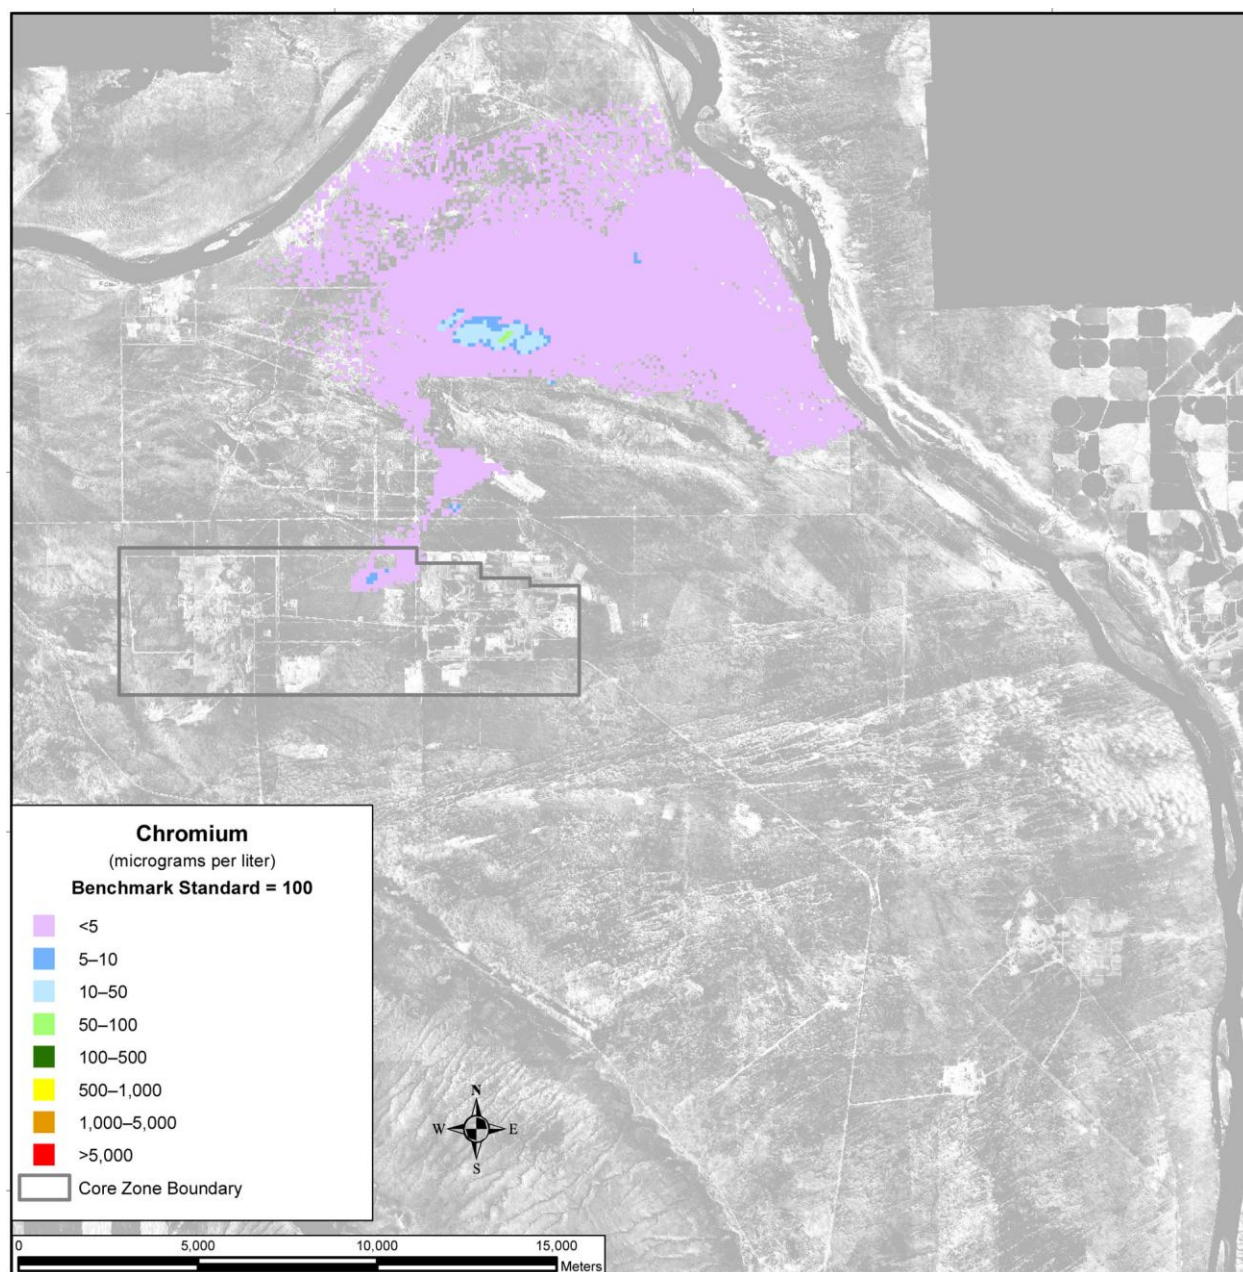 Chromium
(micrograms per liter)
Benchmark Standard = 100
<5
5–10
10–50
50–100
100–500
500–1,000
1,000–5,000
>5,000
Core Zone Boundary
N
W E
S
0 5,000 10,000 15,000
Meters